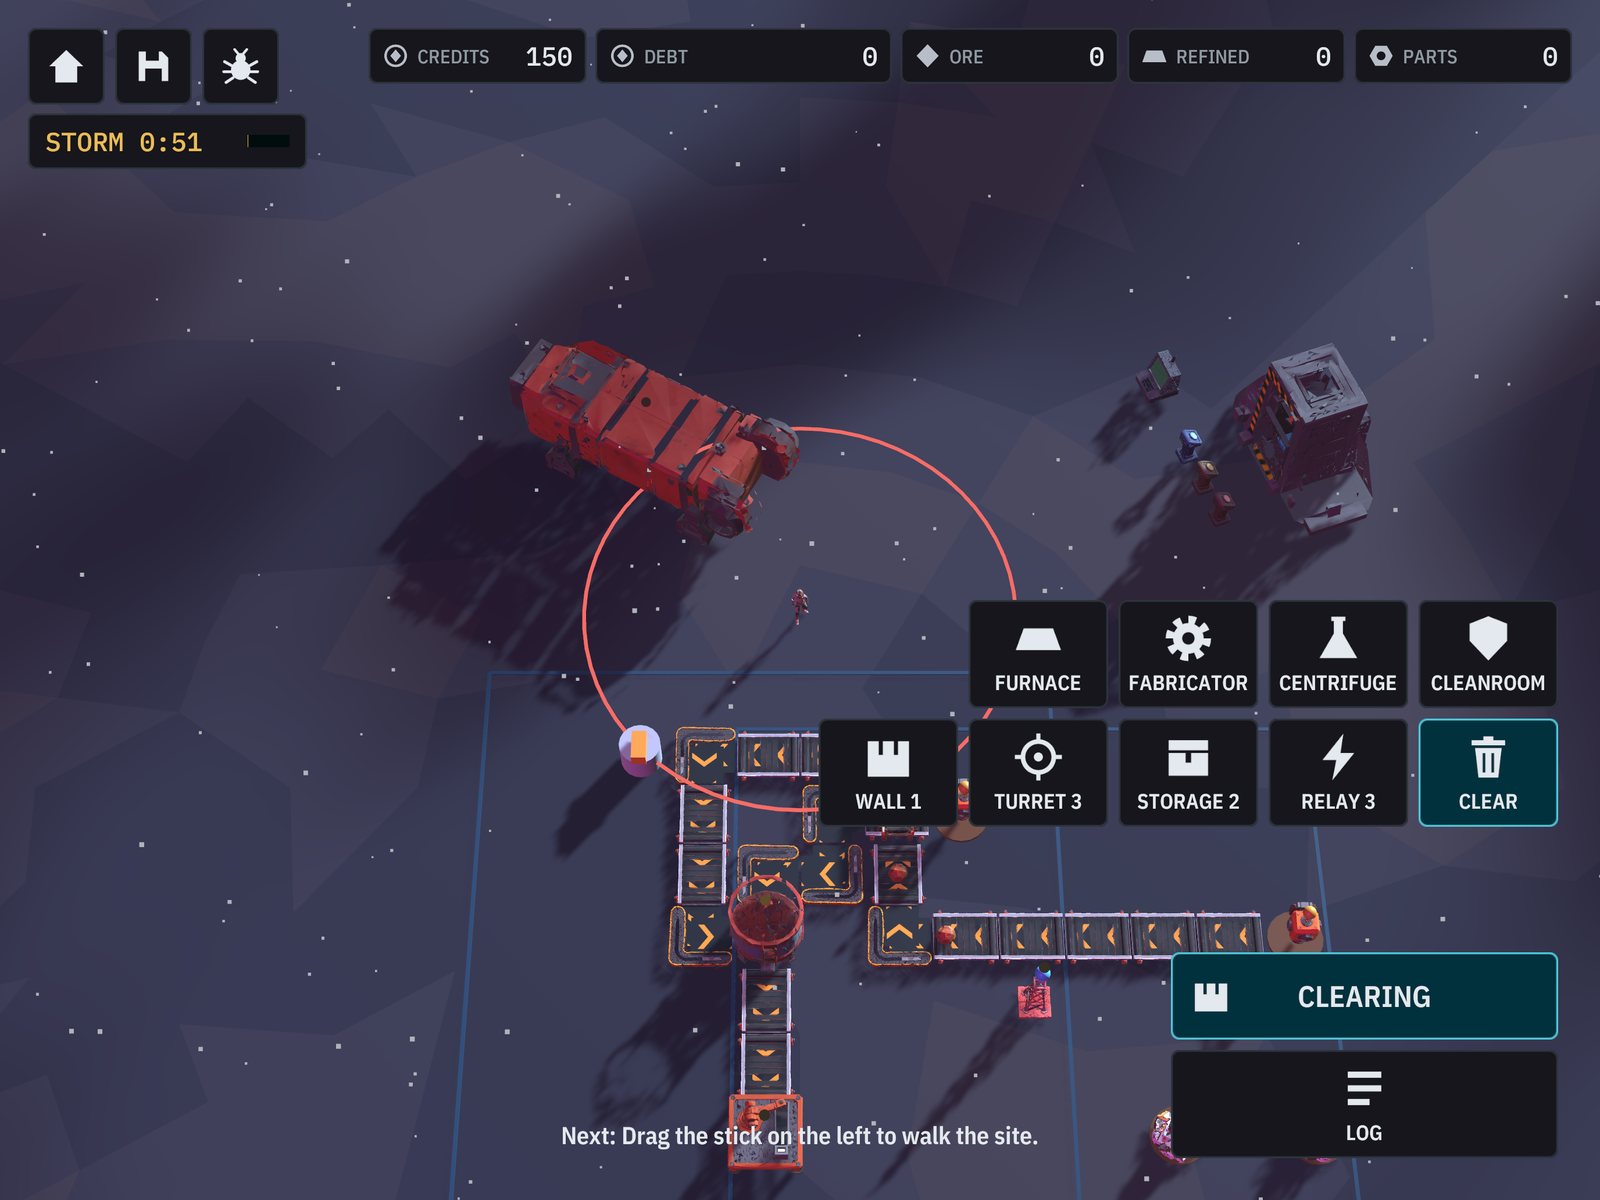 CREDITS 150
DEBT 0
ORE 0
REFINED 0
PARTS 0
STORM 0:51
FURNACE
FABRICATOR
CENTRIFUGE
CLEANROOM
WALL 1
TURRET 3
STORAGE 2
RELAY 3
CLEAR
CLEARING
LOG
Next: Drag the stick on the left to walk the site.